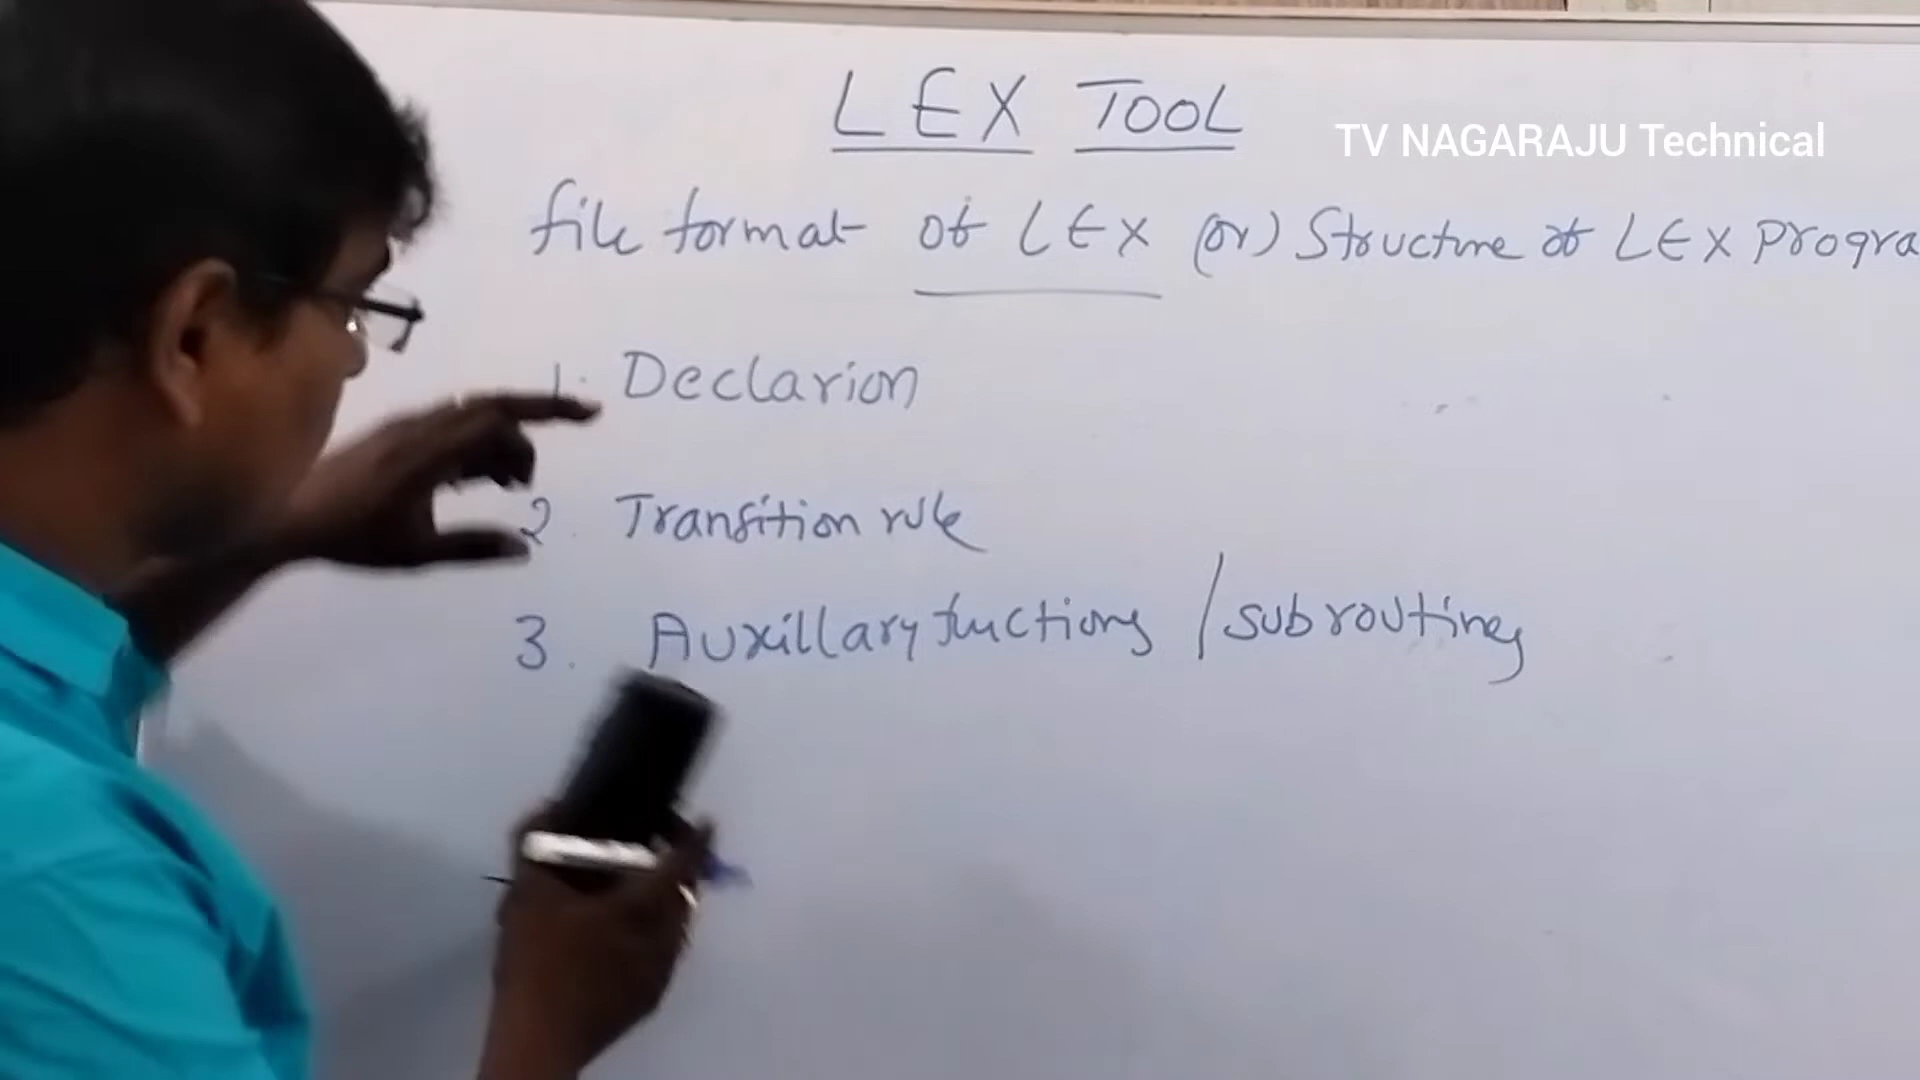 LEX TOOL
TV NAGARAJU Technical
file format of LEX (or) Structure of LEX Progra
1. Declarion
2. Transition rule
3. Auxillary functions / subroutines